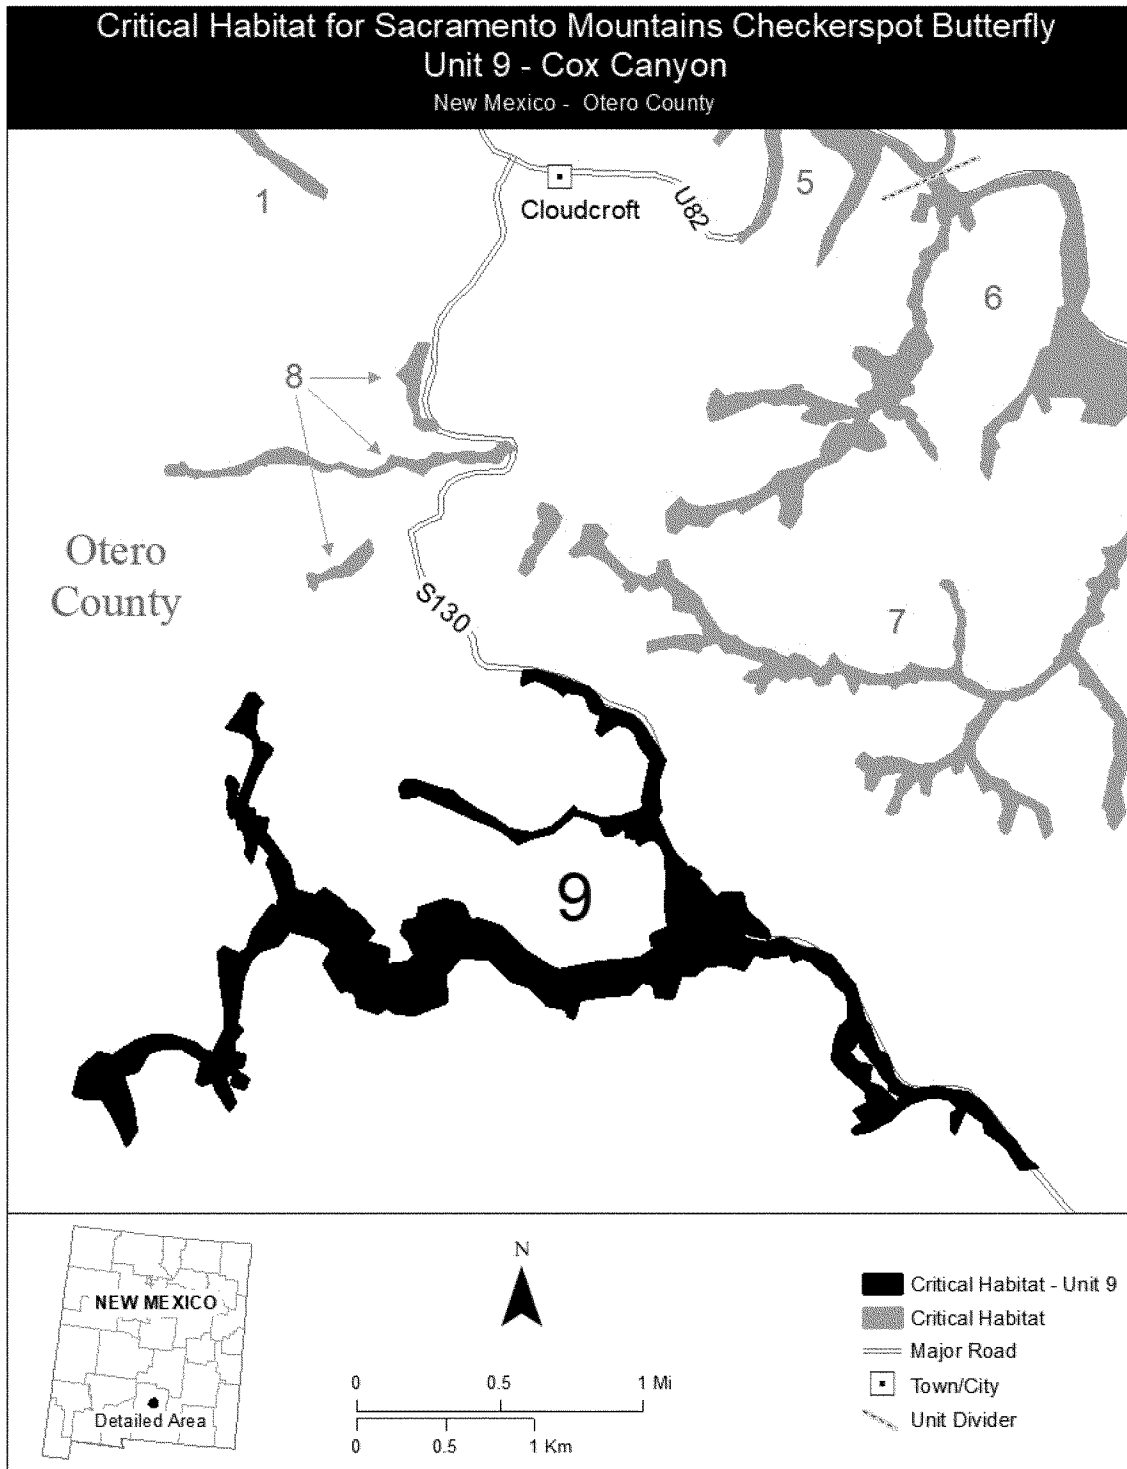 Critical Habitat for Sacramento Mountains Checkerspot Butterfly
Unit 9 - Cox Canyon
New Mexico - Otero County
1
Cloudcroft
U82
5
6
8
Otero
County
S130
7
9
NEW MEXICO
Detailed Area
N
0 0.5 1 Mi
0 0.5 1 Km
Critical Habitat - Unit 9
Critical Habitat
Major Road
Town/City
Unit Divider